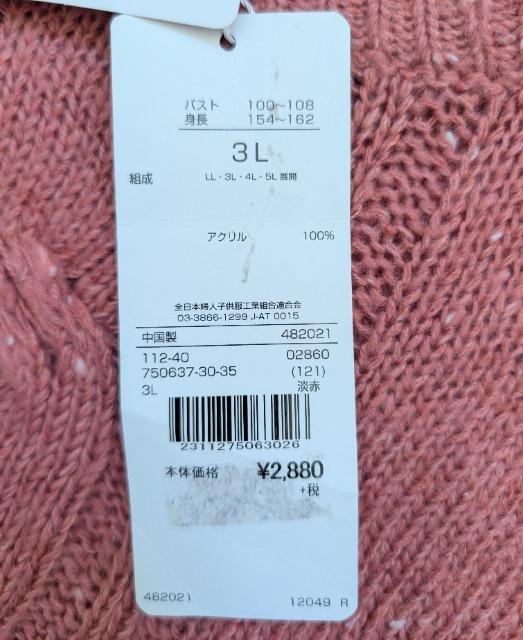 バスト 100~108
身長 154~162
3L
組成 LL・3L・4L・5L展開
アクリル 100%
全日本婦人子供服工業組合連合会
03-3866-1299 J-AT 0015
中国製 482021
112-40 02860
750637-30-35 (121)
3L 淡赤
2311275063026
本体価格 ¥2,880
+税
482021 12049 R